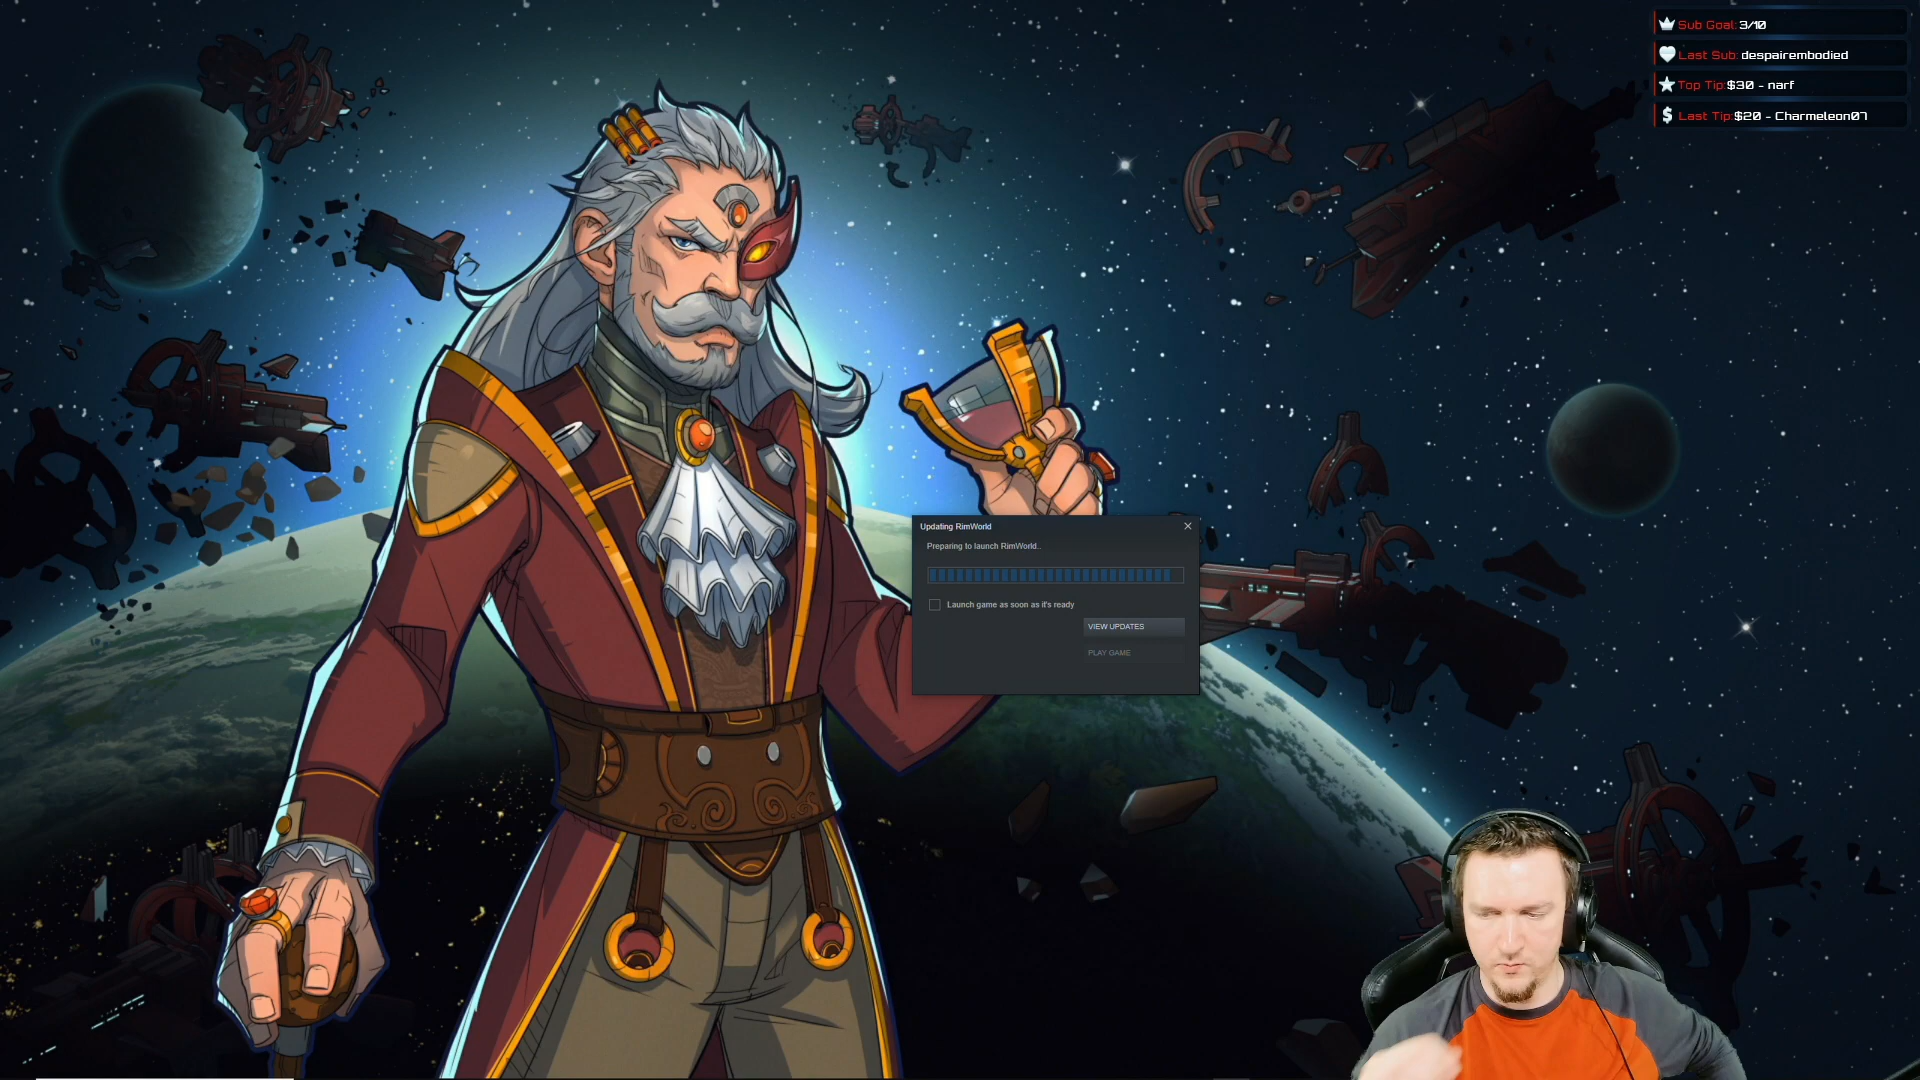 Sub Goal: 3/10
Last Sub: despairembodied
Top Tip: $30 - narf
Last Tip: $20 - Charmeleon07
Updating RimWorld
Preparing to launch RimWorld..
Launch game as soon as it's ready
VIEW UPDATES
PLAY GAME